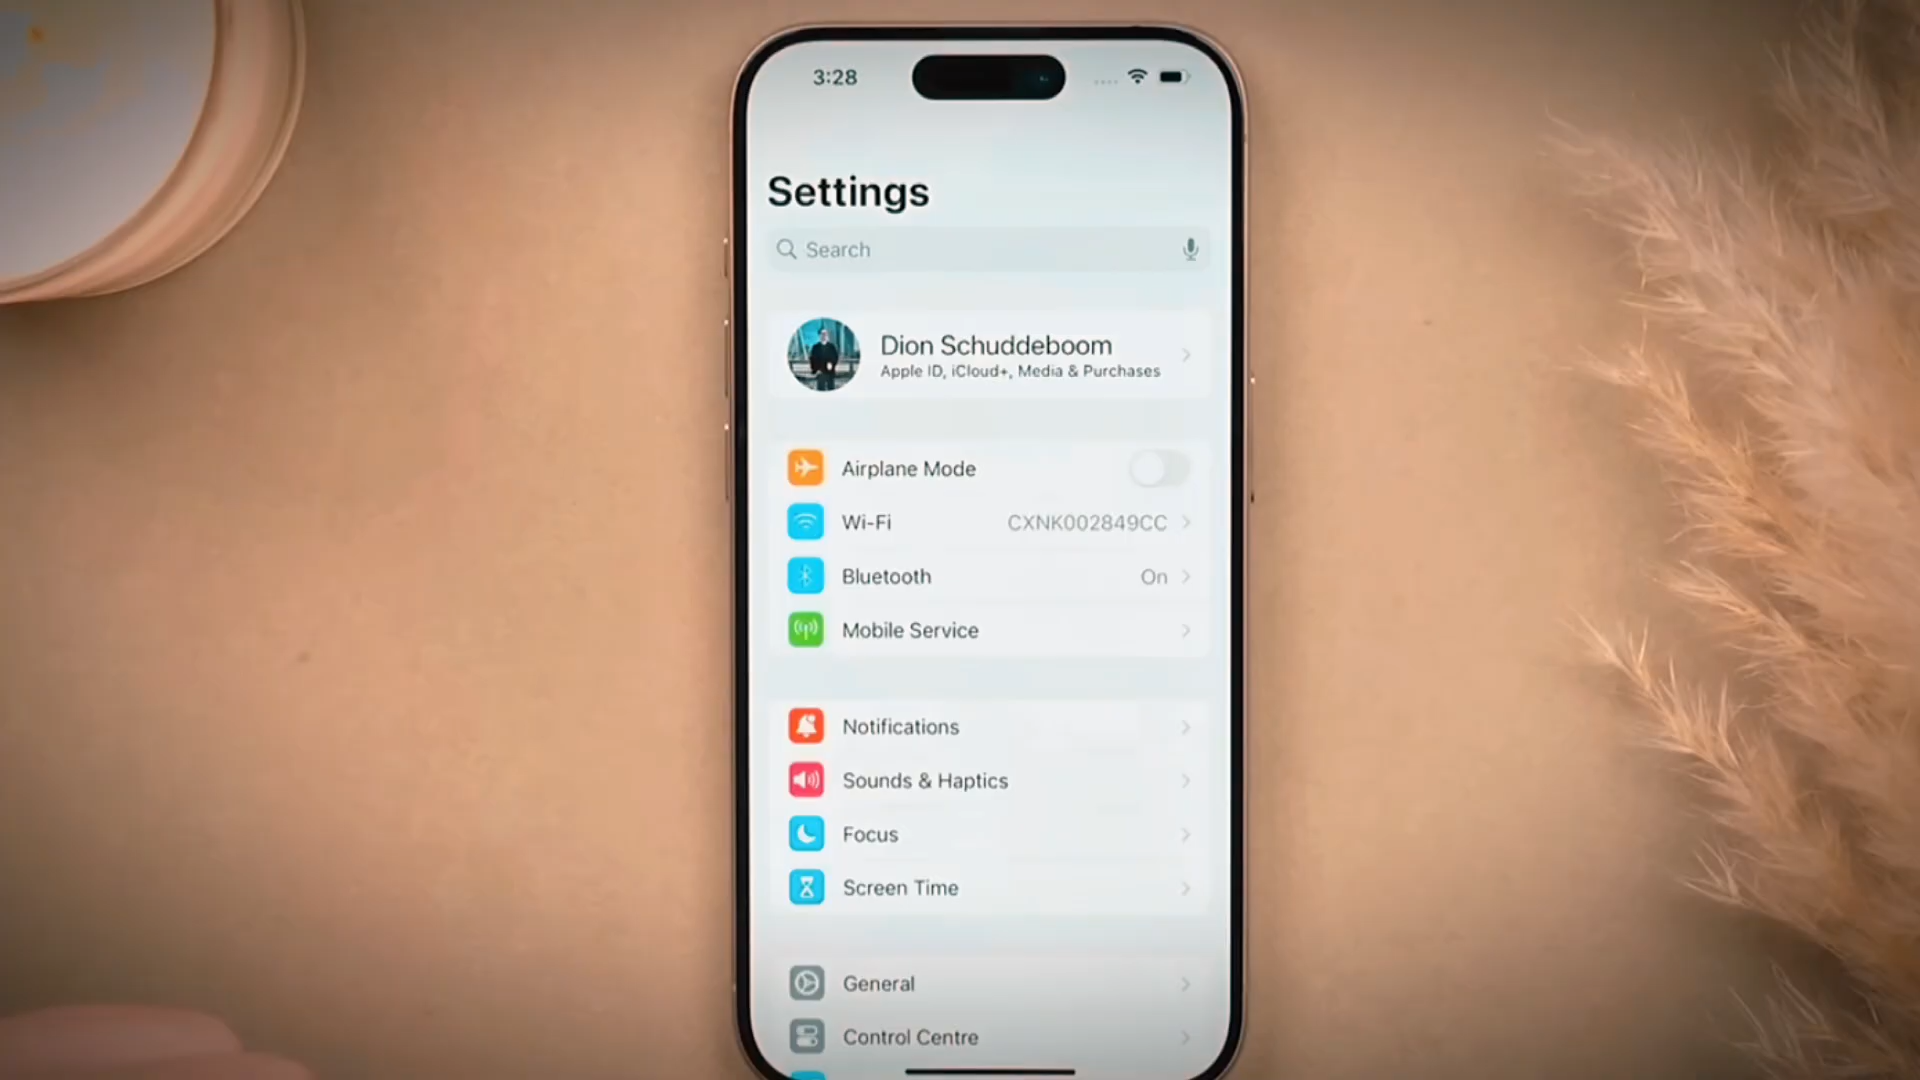 3:28
Settings
Search
Dion Schuddeboom
Apple ID, iCloud+, Media & Purchases
Airplane Mode
Wi-Fi CXNK002849CC
Bluetooth On
Mobile Service
Notifications
Sounds & Haptics
Focus
Screen Time
General
Control Centre